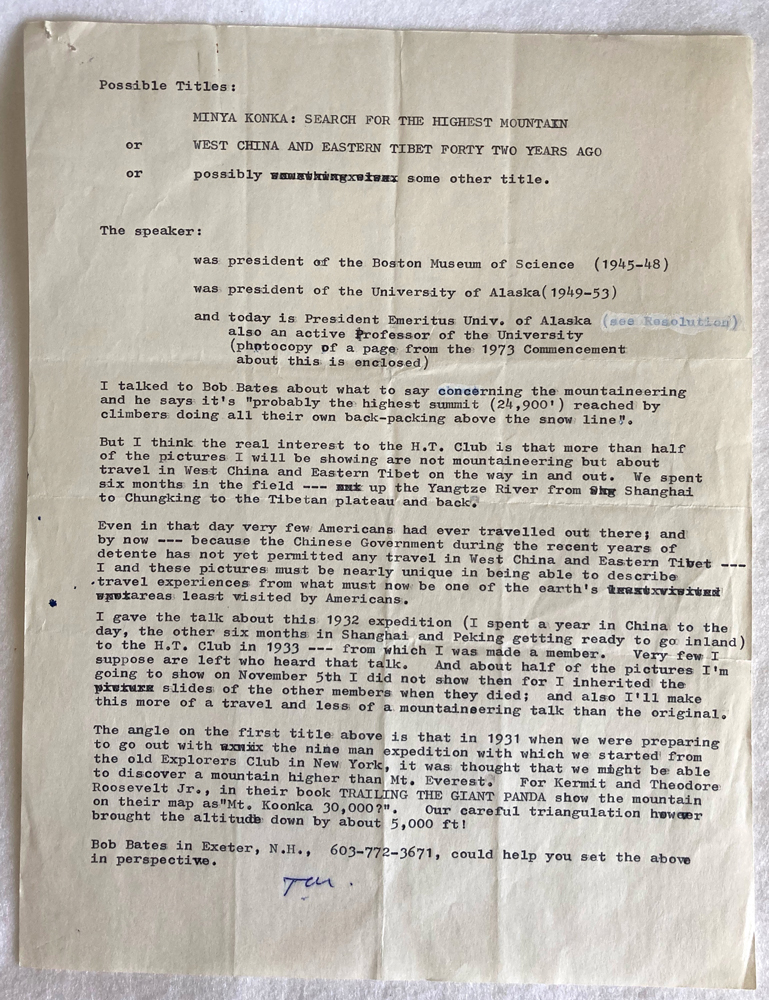 Possible Titles:
MINYA KONKA: SEARCH FOR THE HIGHEST MOUNTAIN
or WEST CHINA AND EASTERN TIBET FORTY TWO YEARS AGO
or possibly some other title.
The speaker:
was president of the Boston Museum of Science (1945-48)
was president of the University of Alaska(1949-53)
and today is President Emeritus Univ. of Alaska (see Resolution)
also an active Professor of the University
(photocopy of a page from the 1973 Commencement
about this is enclosed)
I talked to Bob Bates about what to say concerning the mountaineering
and he says it's "probably the highest summit (24,900') reached by
climbers doing all their own back-packing above the snow line".
But I think the real interest to the H.T. Club is that more than half
of the pictures I will be showing are not mountaineering but about
travel in West China and Eastern Tibet on the way in and out. We spent
six months in the field --- up the Yangtze River from Shanghai
to Chungking to the Tibetan plateau and back.
Even in that day very few Americans had ever travelled out there; and
by now --- because the Chinese Government during the recent years of
detente has not yet permitted any travel in West China and Eastern Tibet ---
I and these pictures must be nearly unique in being able to describe
travel experiences from what must now be one of the earth's
areas least visited by Americans.
I gave the talk about this 1932 expedition (I spent a year in China to the
day, the other six months in Shanghai and Peking getting ready to go inland)
to the H.T. Club in 1933 --- from which I was made a member. Very few I
suppose are left who heard that talk. And about half of the pictures I'm
going to show on November 5th I did not show then for I inherited the
slides of the other members when they died; and also I'll make
this more of a travel and less of a mountaineering talk than the original.
The angle on the first title above is that in 1931 when we were preparing
to go out with the nine man expedition with which we started from
the old Explorers Club in New York, it was thought that we might be able
to discover a mountain higher than Mt. Everest. For Kermit and Theodore
Roosevelt Jr., in their book TRAILING THE GIANT PANDA show the mountain
on their map as"Mt. Koonka 30,000?". Our careful triangulation however
brought the altitude down by about 5,000 ft!
Bob Bates in Exeter, N.H., 603-772-3671, could help you set the above
in perspective.